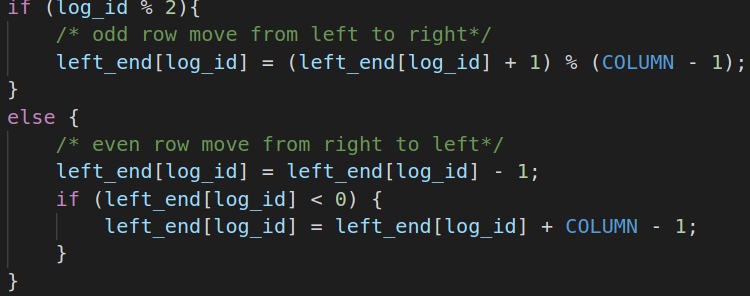 if (log_id % 2){
    /* odd row move from left to right*/
    left_end[log_id] = (left_end[log_id] + 1) % (COLUMN - 1);
}
else {
    /* even row move from right to left*/
    left_end[log_id] = left_end[log_id] - 1;
    if (left_end[log_id] < 0) {
        left_end[log_id] = left_end[log_id] + COLUMN - 1;
    }
}